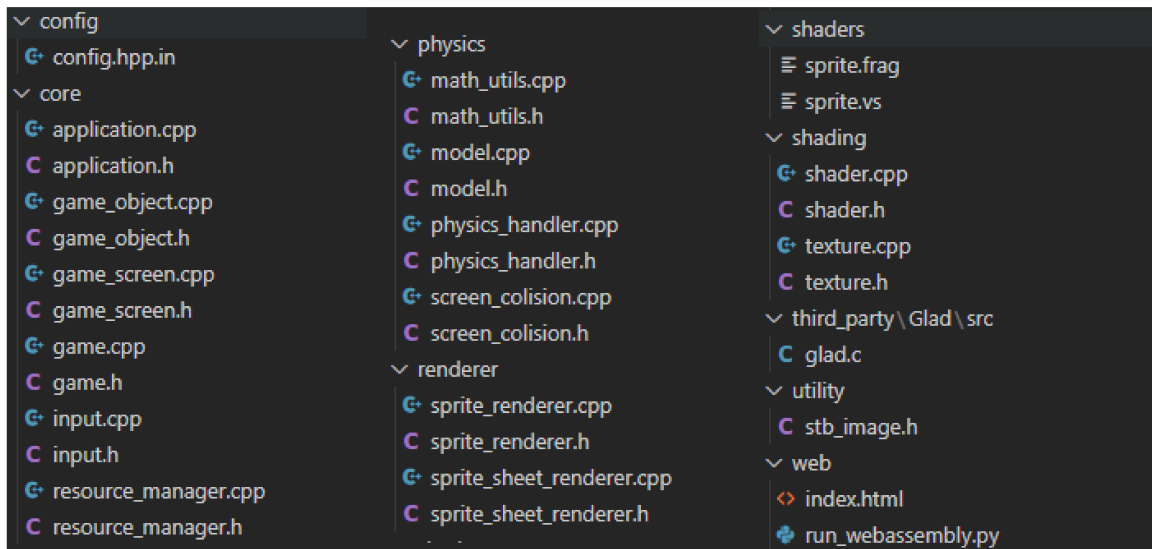 config
config.hpp.in
core
application.cpp
application.h
game_object.cpp
game_object.h
game_screen.cpp
game_screen.h
game.cpp
game.h
input.cpp
input.h
resource_manager.cpp
resource_manager.h
physics
math_utils.cpp
math_utils.h
model.cpp
model.h
physics_handler.cpp
physics_handler.h
screen_colision.cpp
screen_colision.h
renderer
sprite_renderer.cpp
sprite_renderer.h
sprite_sheet_renderer.cpp
sprite_sheet_renderer.h
shaders
sprite.frag
sprite.vs
shading
shader.cpp
shader.h
texture.cpp
texture.h
third_party\Glad\src
glad.c
utility
stb_image.h
web
index.html
run_webassembly.py